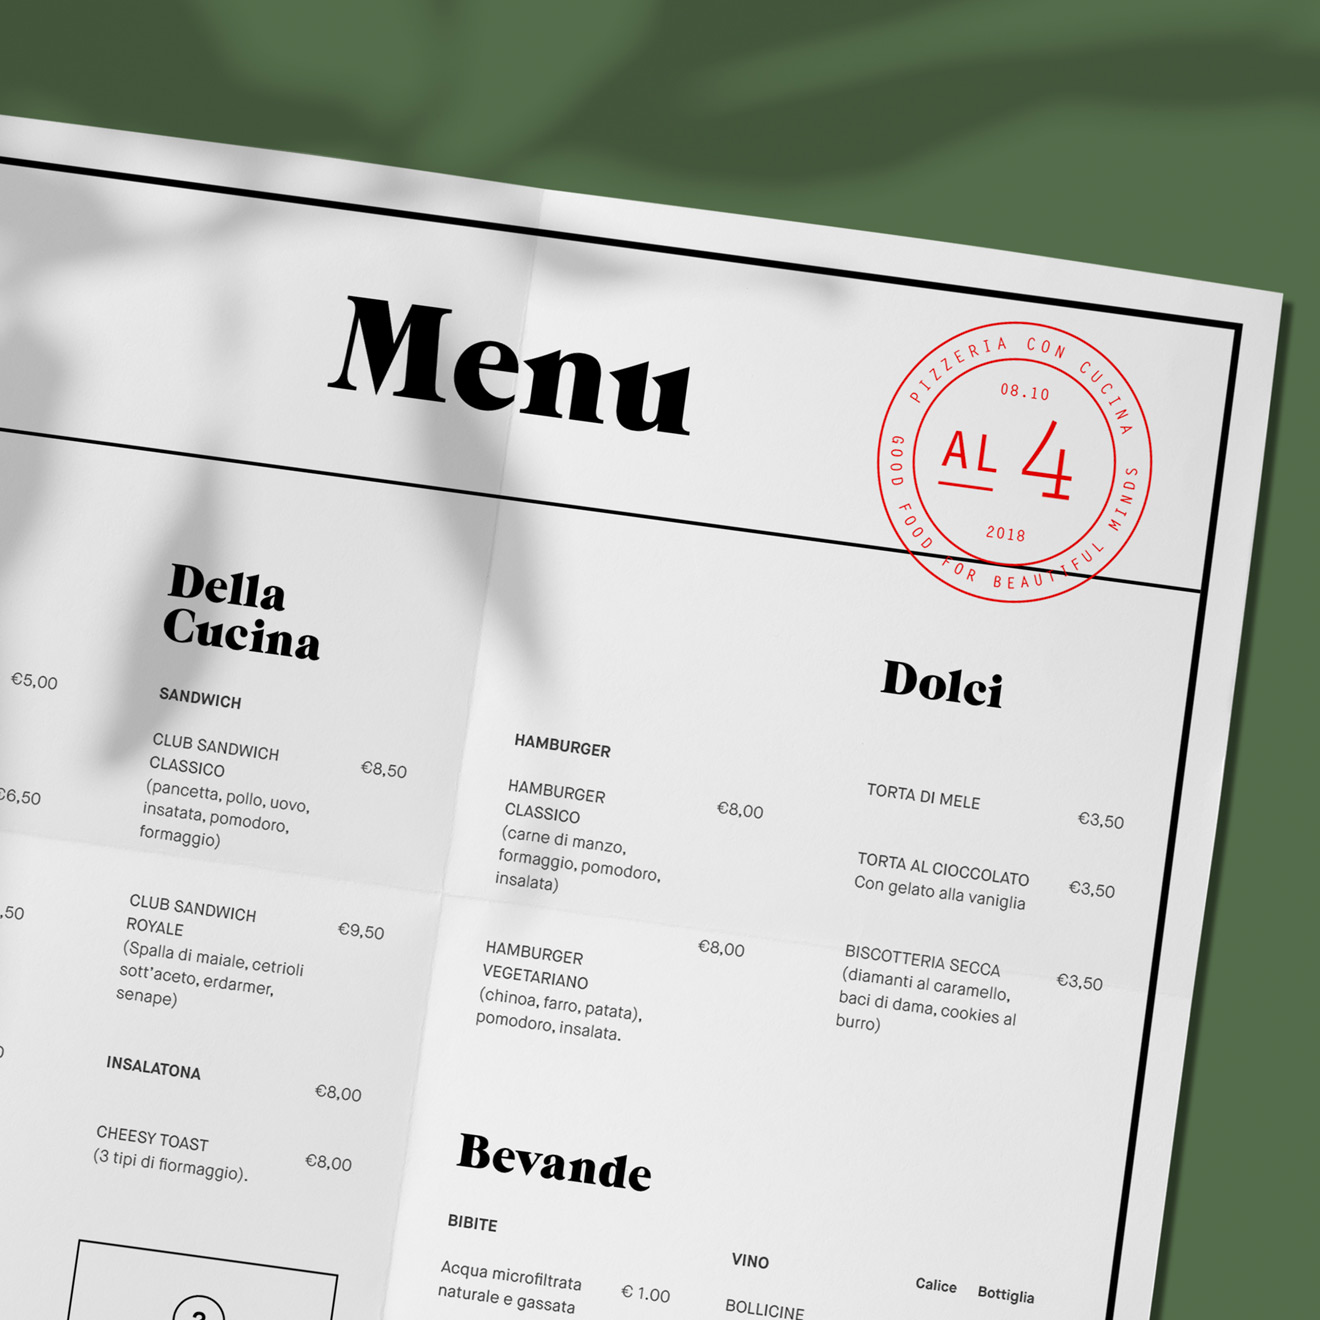 Menu
PIZZERIA CON CUCINA
GOOD FOOD FOR BEAUTIFUL MINDS
08.10
AL 4
2018
€5,00
€6,50
,50
0
Della
Cucina
SANDWICH
CLUB SANDWICH
CLASSICO
€8,50
(pancetta, pollo, uovo,
insatata, pomodoro,
formaggio)
CLUB SANDWICH
ROYALE
€9,50
(Spalla di maiale, cetrioli
sott'aceto, erdarmer,
senape)
INSALATONA
€8,00
CHEESY TOAST
€8,00
(3 tipi di fiormaggio).
HAMBURGER
HAMBURGER
CLASSICO
€8,00
(carne di manzo,
formaggio, pomodoro,
insalata)
HAMBURGER
VEGETARIANO
€8,00
(chinoa, farro, patata),
pomodoro, insalata.
Dolci
TORTA DI MELE
€3,50
TORTA AL CIOCCOLATO
€3,50
Con gelato alla vaniglia
BISCOTTERIA SECCA
€3,50
(diamanti al caramello,
baci di dama, cookies al
burro)
Bevande
BIBITE
Acqua microfiltrata
naturale e gassata
€ 1.00
VINO
Calice Bottiglia
BOLLICINE